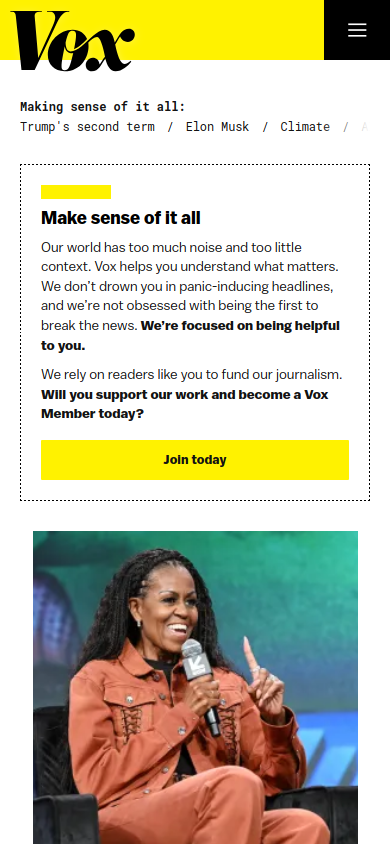 Vox
Making sense of it all:
Trump's second term / Elon Musk / Climate /
Make sense of it all
Our world has too much noise and too little
context. Vox helps you understand what matters.
We don't drown you in panic-inducing headlines,
and we're not obsessed with being the first to
break the news. We're focused on being helpful
to you.
We rely on readers like you to fund our journalism.
Will you support our work and become a Vox
Member today?
Join today